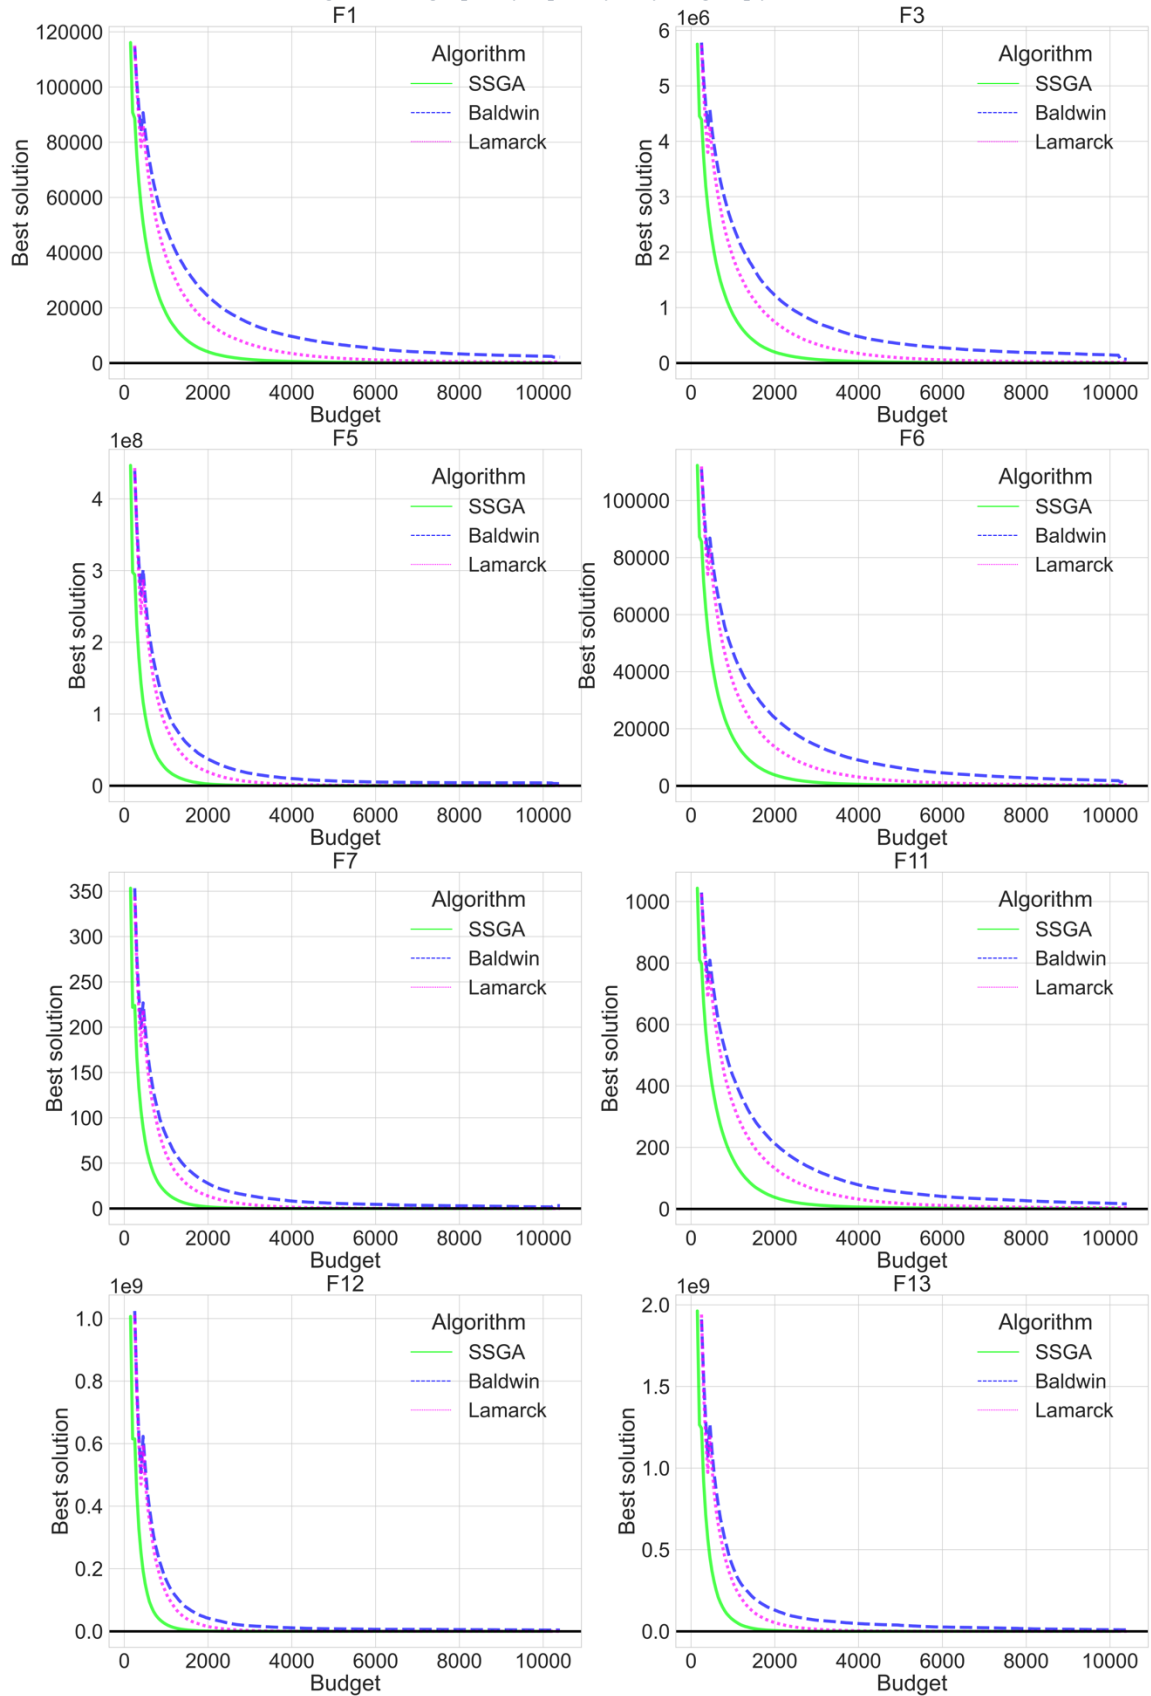 F1
120000
100000
80000
60000
40000
20000
0
Best solution
Algorithm
SSGA
Baldwin
Lamarck
0 2000 4000 6000 8000 10000
Budget
F3
1e6
6
5
4
3
2
1
0
Best solution
Algorithm
SSGA
Baldwin
Lamarck
0 2000 4000 6000 8000 10000
Budget
F5
1e8
4
3
2
1
0
Best solution
Algorithm
SSGA
Baldwin
Lamarck
0 2000 4000 6000 8000 10000
Budget
F6
100000
80000
60000
40000
20000
0
Best solution
Algorithm
SSGA
Baldwin
Lamarck
0 2000 4000 6000 8000 10000
Budget
F7
350
300
250
200
150
100
50
0
Best solution
Algorithm
SSGA
Baldwin
Lamarck
0 2000 4000 6000 8000 10000
Budget
F11
1000
800
600
400
200
0
Best solution
Algorithm
SSGA
Baldwin
Lamarck
0 2000 4000 6000 8000 10000
Budget
F12
1e9
1.0
0.8
0.6
0.4
0.2
0.0
Best solution
Algorithm
SSGA
Baldwin
Lamarck
0 2000 4000 6000 8000 10000
Budget
F13
1e9
2.0
1.5
1.0
0.5
0.0
Best solution
Algorithm
SSGA
Baldwin
Lamarck
0 2000 4000 6000 8000 10000
Budget